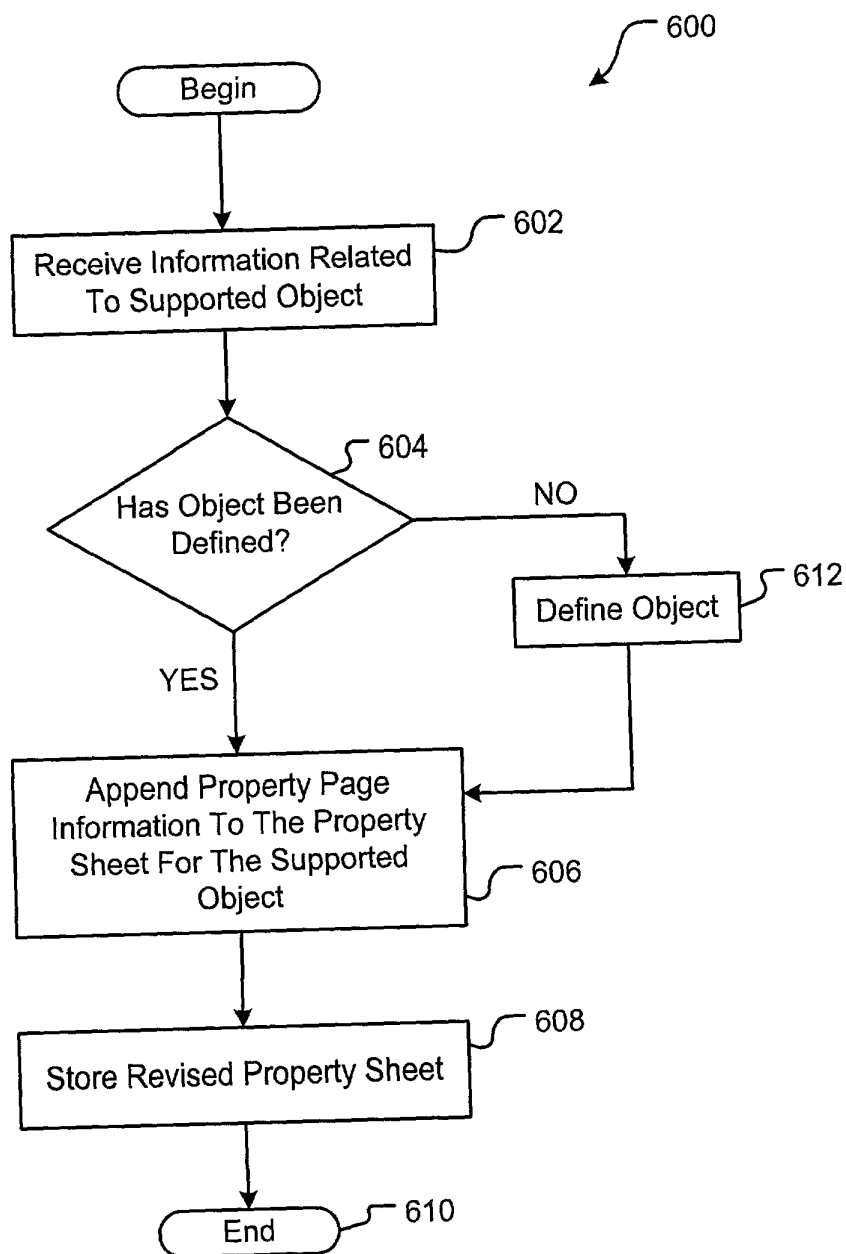 600
Begin
602
Receive Information Related
To Supported Object
604
Has Object Been
Defined?
NO
612
Define Object
YES
Append Property Page
Information To The Property
Sheet For The Supported
Object
606
608
Store Revised Property Sheet
End
610